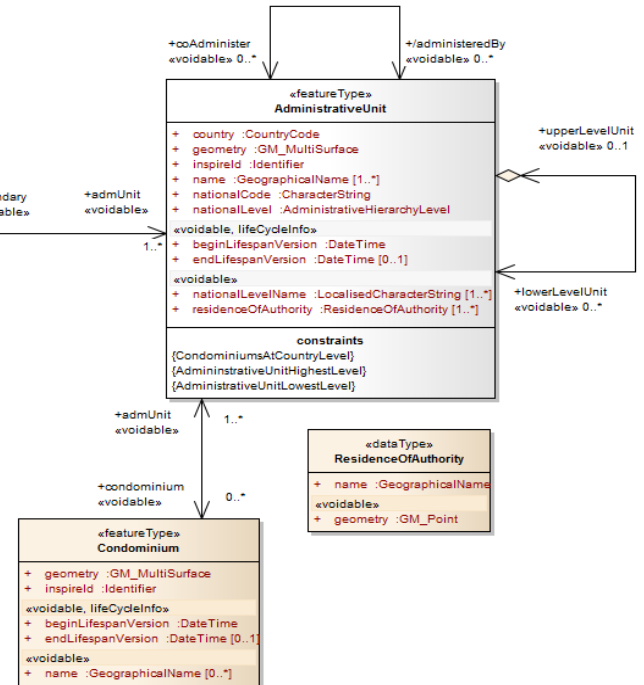 +coAdminister
«voidable» 0..*
+/administeredBy
«voidable» 0..*
«featureType»
AdministrativeUnit
+ country :CountryCode
+ geometry :GM_MultiSurface
+ inspireId :Identifier
+ name :GeographicalName [1..*]
+ nationalCode :CharacterString
+ nationalLevel :AdministrativeHierarchyLevel
«voidable, lifeCycleInfo»
+ beginLifespanVersion :DateTime
+ endLifespanVersion :DateTime [0..1]
«voidable»
+ nationalLevelName :LocalisedCharacterString [1..*]
+ residenceOfAuthority :ResidenceOfAuthority [1..*]
constraints
{CondominiumsAtCountryLevel}
{AdmininstrativeUnitHighestLevel}
{AdministrativeUnitLowestLevel}
+upperLevelUnit
«voidable» 0..1
+lowerLevelUnit
«voidable» 0..*
ndary
able»
+admUnit
«voidable»
1..*
+admUnit
«voidable»
1..*
+condominium
«voidable»
0..*
«dataType»
ResidenceOfAuthority
+ name :GeographicalName
«voidable»
+ geometry :GM_Point
«featureType»
Condominium
+ geometry :GM_MultiSurface
+ inspireId :Identifier
«voidable, lifeCycleInfo»
+ beginLifespanVersion :DateTime
+ endLifespanVersion :DateTime [0..1]
«voidable»
+ name :GeographicalName [0..*]